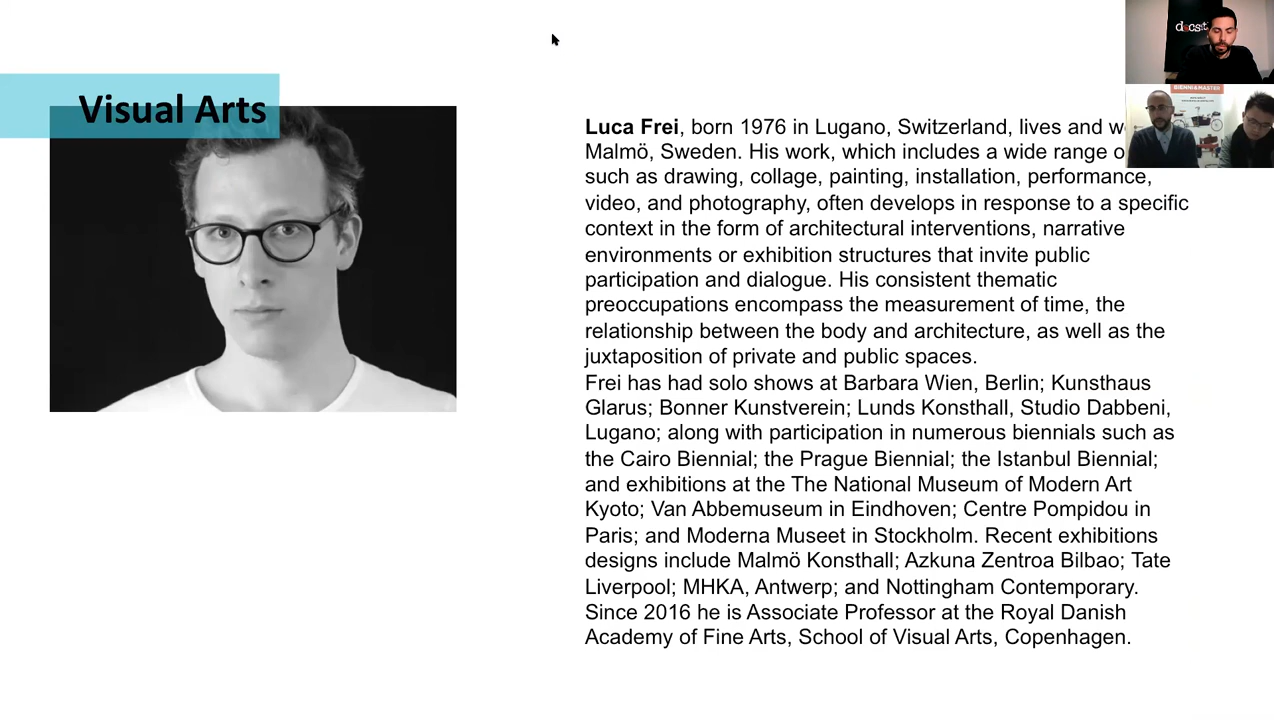 Visual Arts
Luca Frei, born 1976 in Lugano, Switzerland, lives and
Malmö, Sweden. His work, which includes a wide range
such as drawing, collage, painting, installation, performance,
video, and photography, often develops in response to a specific
context in the form of architectural interventions, narrative
environments or exhibition structures that invite public
participation and dialogue. His consistent thematic
preoccupations encompass the measurement of time, the
relationship between the body and architecture, as well as the
juxtaposition of private and public spaces.
Frei has had solo shows at Barbara Wien, Berlin; Kunsthaus
Glarus; Bonner Kunstverein; Lunds Konsthall, Studio Dabbeni,
Lugano; along with participation in numerous biennials such as
the Cairo Biennial; the Prague Biennial; the Istanbul Biennial;
and exhibitions at the The National Museum of Modern Art
Kyoto; Van Abbemuseum in Eindhoven; Centre Pompidou in
Paris; and Moderna Museet in Stockholm. Recent exhibitions
designs include Malmö Konsthall; Azkuna Zentroa Bilbao; Tate
Liverpool; MHKA, Antwerp; and Nottingham Contemporary.
Since 2016 he is Associate Professor at the Royal Danish
Academy of Fine Arts, School of Visual Arts, Copenhagen.
BIENNI&MASTER